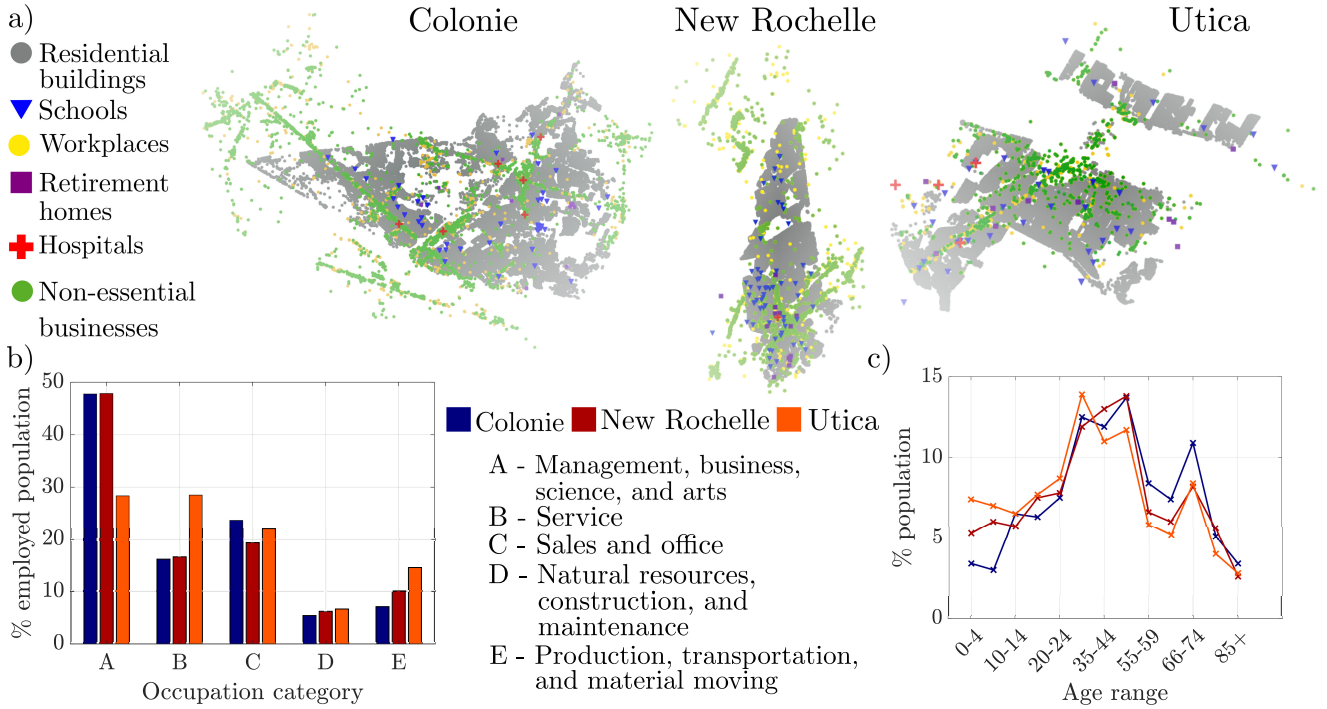 a)
Colonie
New Rochelle
Utica
Residential
buildings
Schools
Workplaces
Retirement
homes
Hospitals
Non-essential
businesses
b)
50
40
30
20
10
0
% employed population
A B C D E
Occupation category
Colonie New Rochelle Utica
A - Management, business,
science, and arts
B - Service
C - Sales and office
D - Natural resources,
construction, and
maintenance
E - Production, transportation,
and material moving
c)
15
10
5
0
% population
0-4 10-14 20-24 35-44 55-59 66-74 85+
Age range